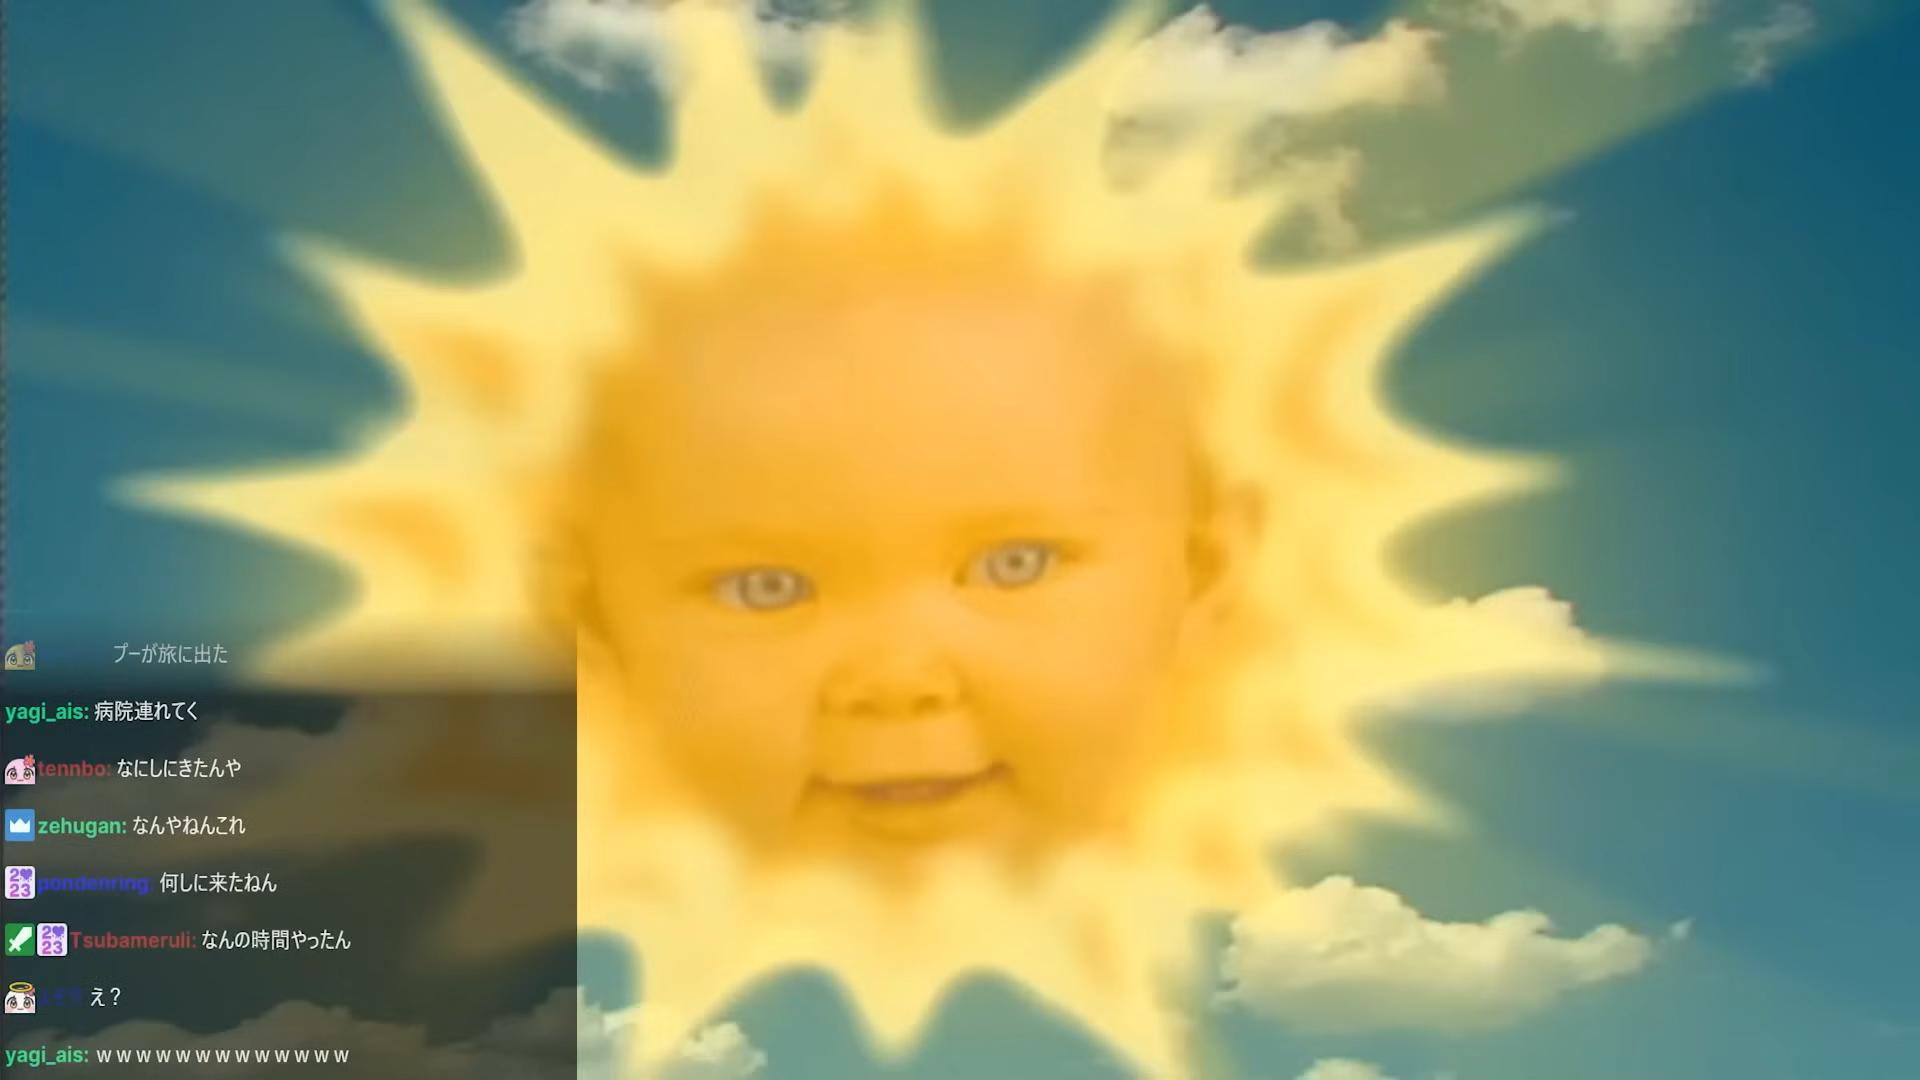 プーが旅に出た
yagi_ais: 病院連れてく
tennbo: なにしにきたんや
zehugan: なんやねんこれ
pondenring: 何しに来たねん
Tsubameruli: なんの時間やったん
え？
yagi_ais: ｗｗｗｗｗｗｗｗｗｗｗｗｗ